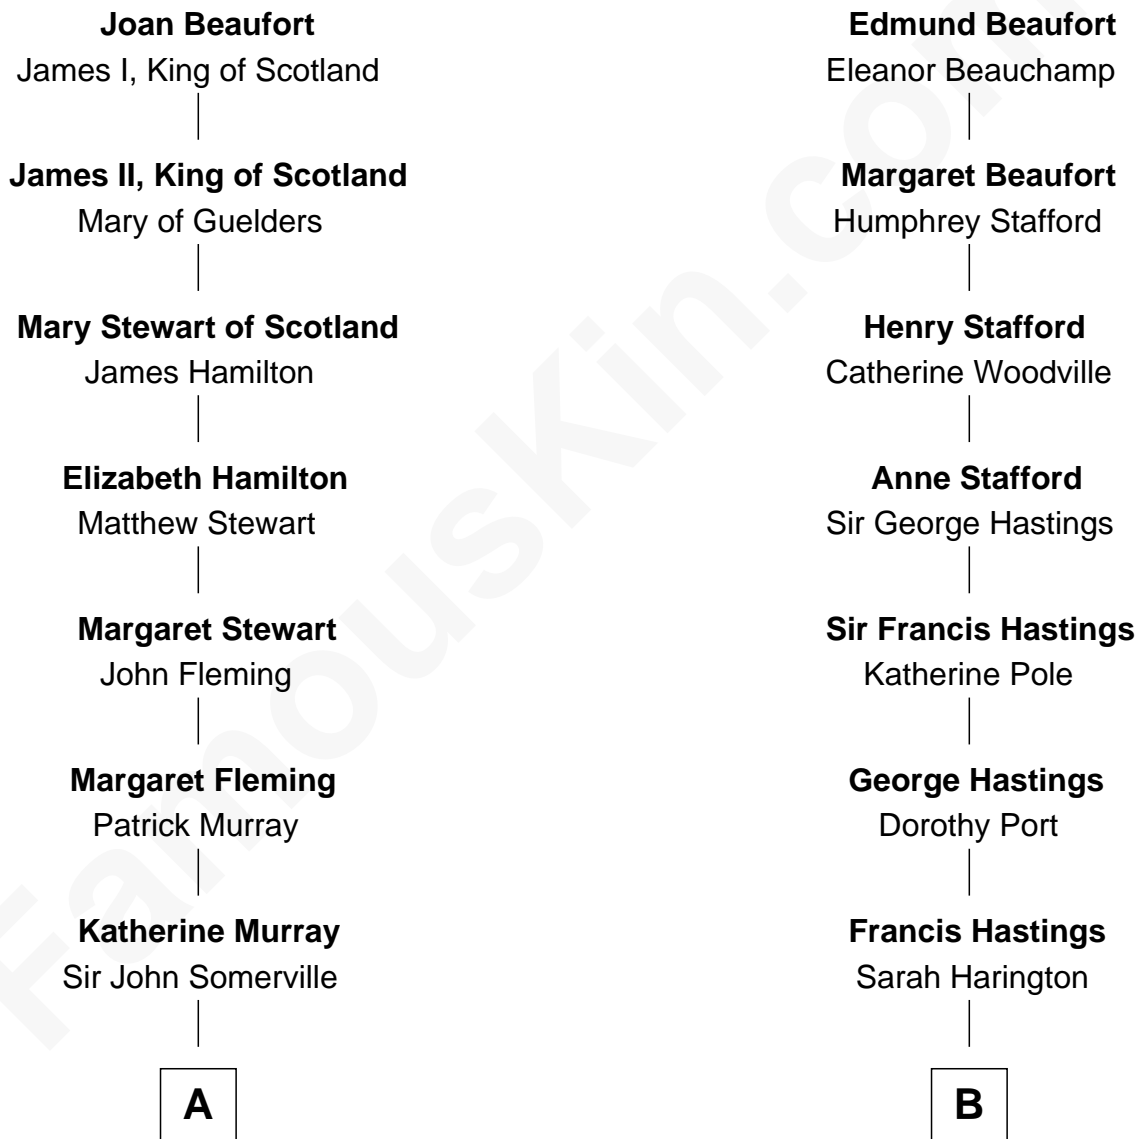 Joan Beaufort
James I, King of Scotland
James II, King of Scotland
Mary of Guelders
Mary Stewart of Scotland
James Hamilton
Elizabeth Hamilton
Matthew Stewart
Margaret Stewart
John Fleming
Margaret Fleming
Patrick Murray
Katherine Murray
Sir John Somerville
A
Edmund Beaufort
Eleanor Beauchamp
Margaret Beaufort
Humphrey Stafford
Henry Stafford
Catherine Woodville
Anne Stafford
Sir George Hastings
Sir Francis Hastings
Katherine Pole
George Hastings
Dorothy Port
Francis Hastings
Sarah Harington
B
FamousKin.com